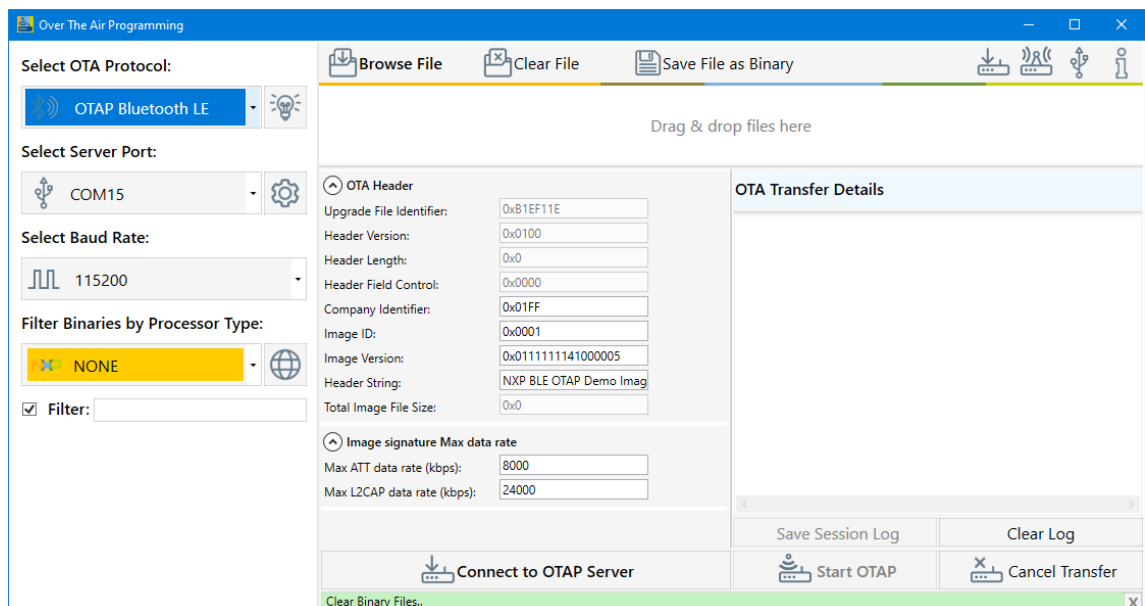 Over The Air Programming
Select OTA Protocol:
OTAP Bluetooth LE
Select Server Port:
COM15
Select Baud Rate:
115200
Filter Binaries by Processor Type:
NXP NONE
Filter:
Browse File Clear File Save File as Binary
Drag & drop files here
OTA Header
Upgrade File Identifier: 0xB1EF11E
Header Version: 0x0100
Header Length: 0x0
Header Field Control: 0x0000
Company Identifier: 0x01FF
Image ID: 0x0001
Image Version: 0x0111111141000005
Header String: NXP BLE OTAP Demo Imag
Total Image File Size: 0x0
Image signature Max data rate
Max ATT data rate (kbps): 8000
Max L2CAP data rate (kbps): 24000
OTA Transfer Details
Save Session Log Clear Log
Connect to OTAP Server Start OTAP Cancel Transfer
Clear Binary Files.. X